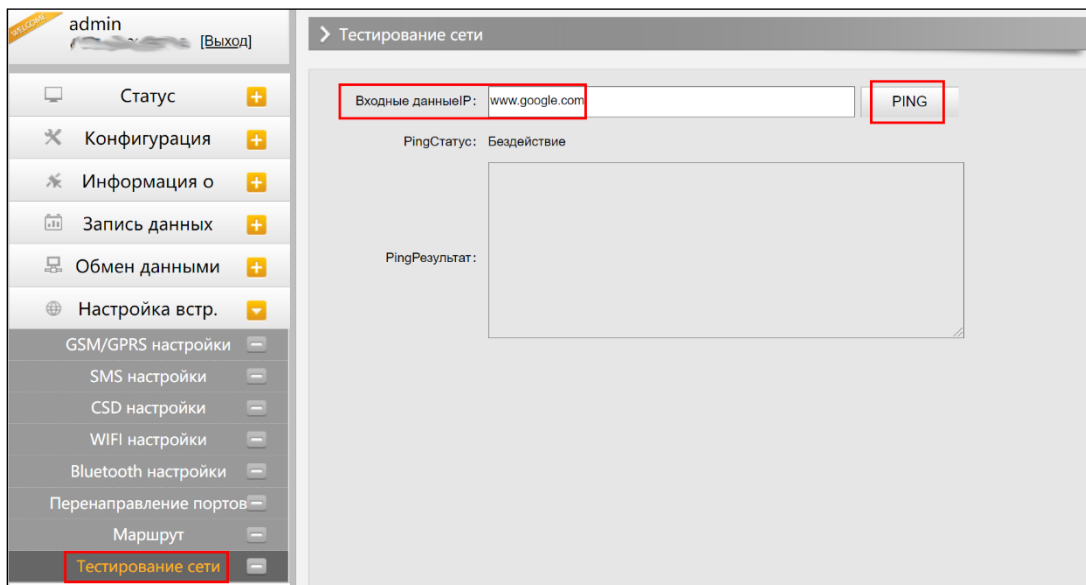 WELCOME
admin
[Выход]
Статус
Конфигурация
Информация о
Запись данных
Обмен данными
Настройка встр.
GSM/GPRS настройки
SMS настройки
CSD настройки
WIFI настройки
Bluetooth настройки
Перенаправление портов
Маршрут
Тестирование сети
Тестирование сети
Входные данныеIP: www.google.com PING
PingСтатус: Бездействие
PingРезультат: